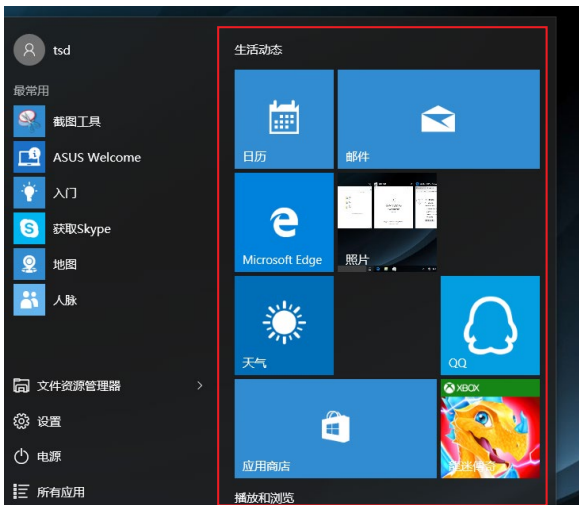 tsd
最常用
截图工具
ASUS Welcome
入门
获取Skype
地图
人脉
文件资源管理器
设置
电源
所有应用
生活动态
日历
邮件
Microsoft Edge
照片
天气
QQ
应用商店
XBOX
播放和浏览